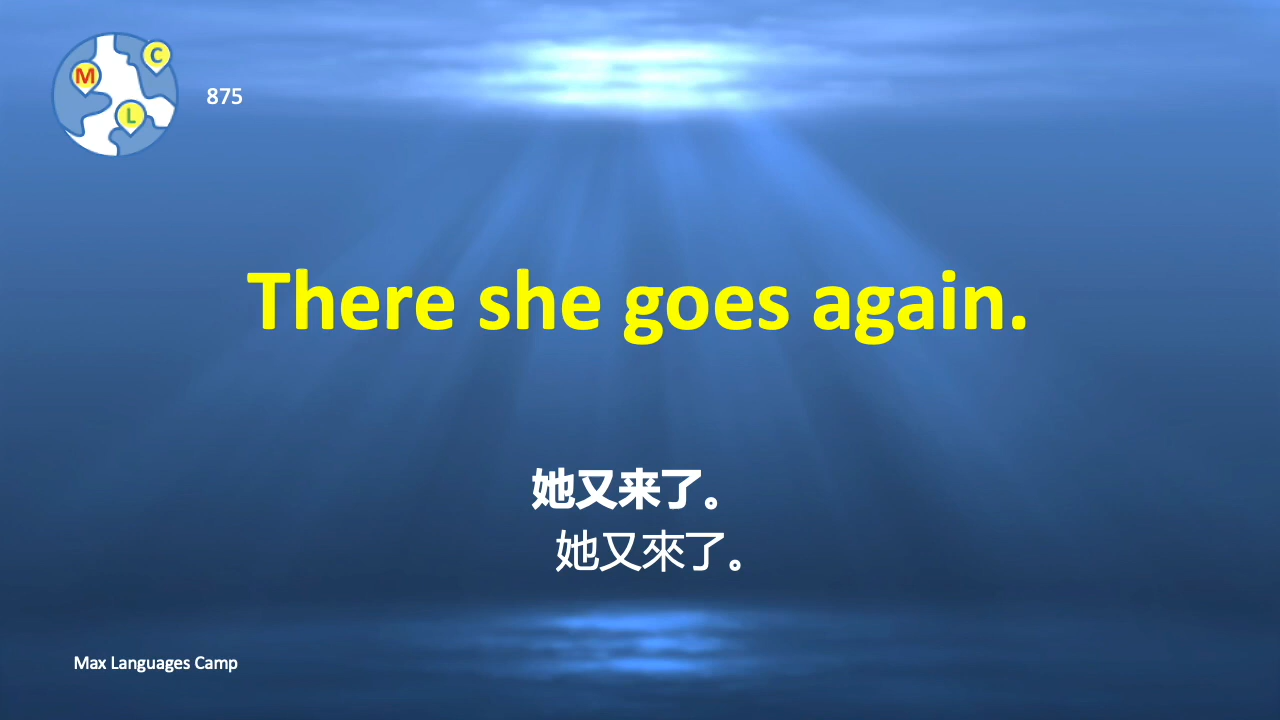 M
C
L
875
There she goes again.
她又来了。
她又來了。
Max Languages Camp